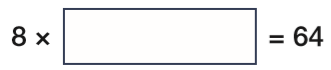 8 × = 64